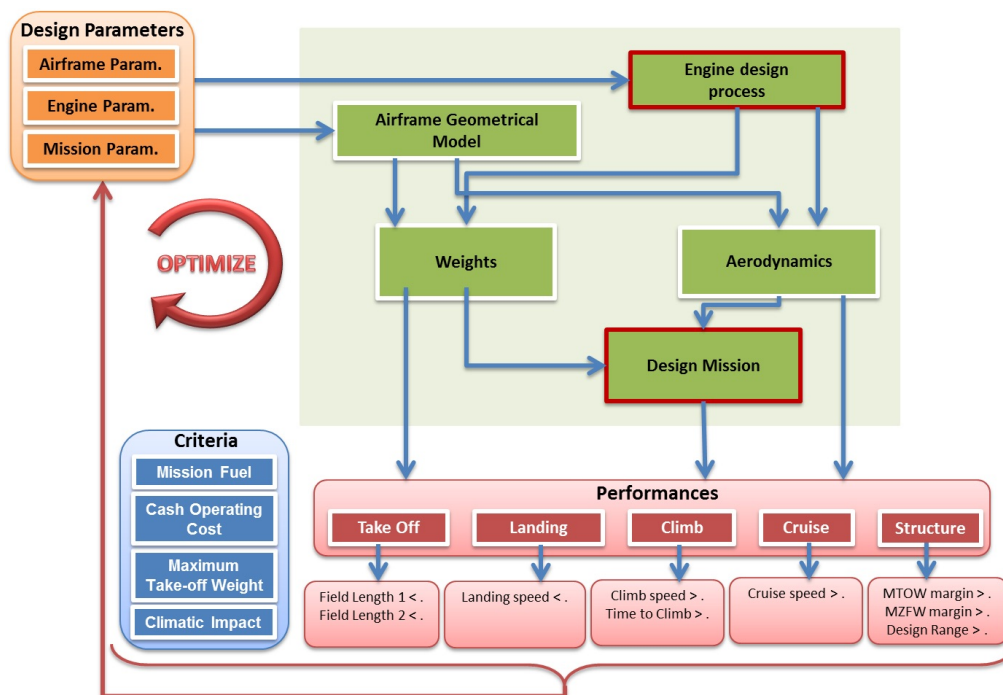 Design Parameters
Airframe Param.
Engine Param.
Mission Param.
Engine design
process
Airframe Geometrical
Model
OPTIMIZE
Weights
Aerodynamics
Design Mission
Criteria
Mission Fuel
Cash Operating
Cost
Maximum
Take-off Weight
Climatic Impact
Performances
Take Off
Landing
Climb
Cruise
Structure
Field Length 1 < .
Field Length 2 < .
Landing speed < .
Climb speed > .
Time to Climb > .
Cruise speed > .
MTOW margin > .
MZFW margin > .
Design Range > .